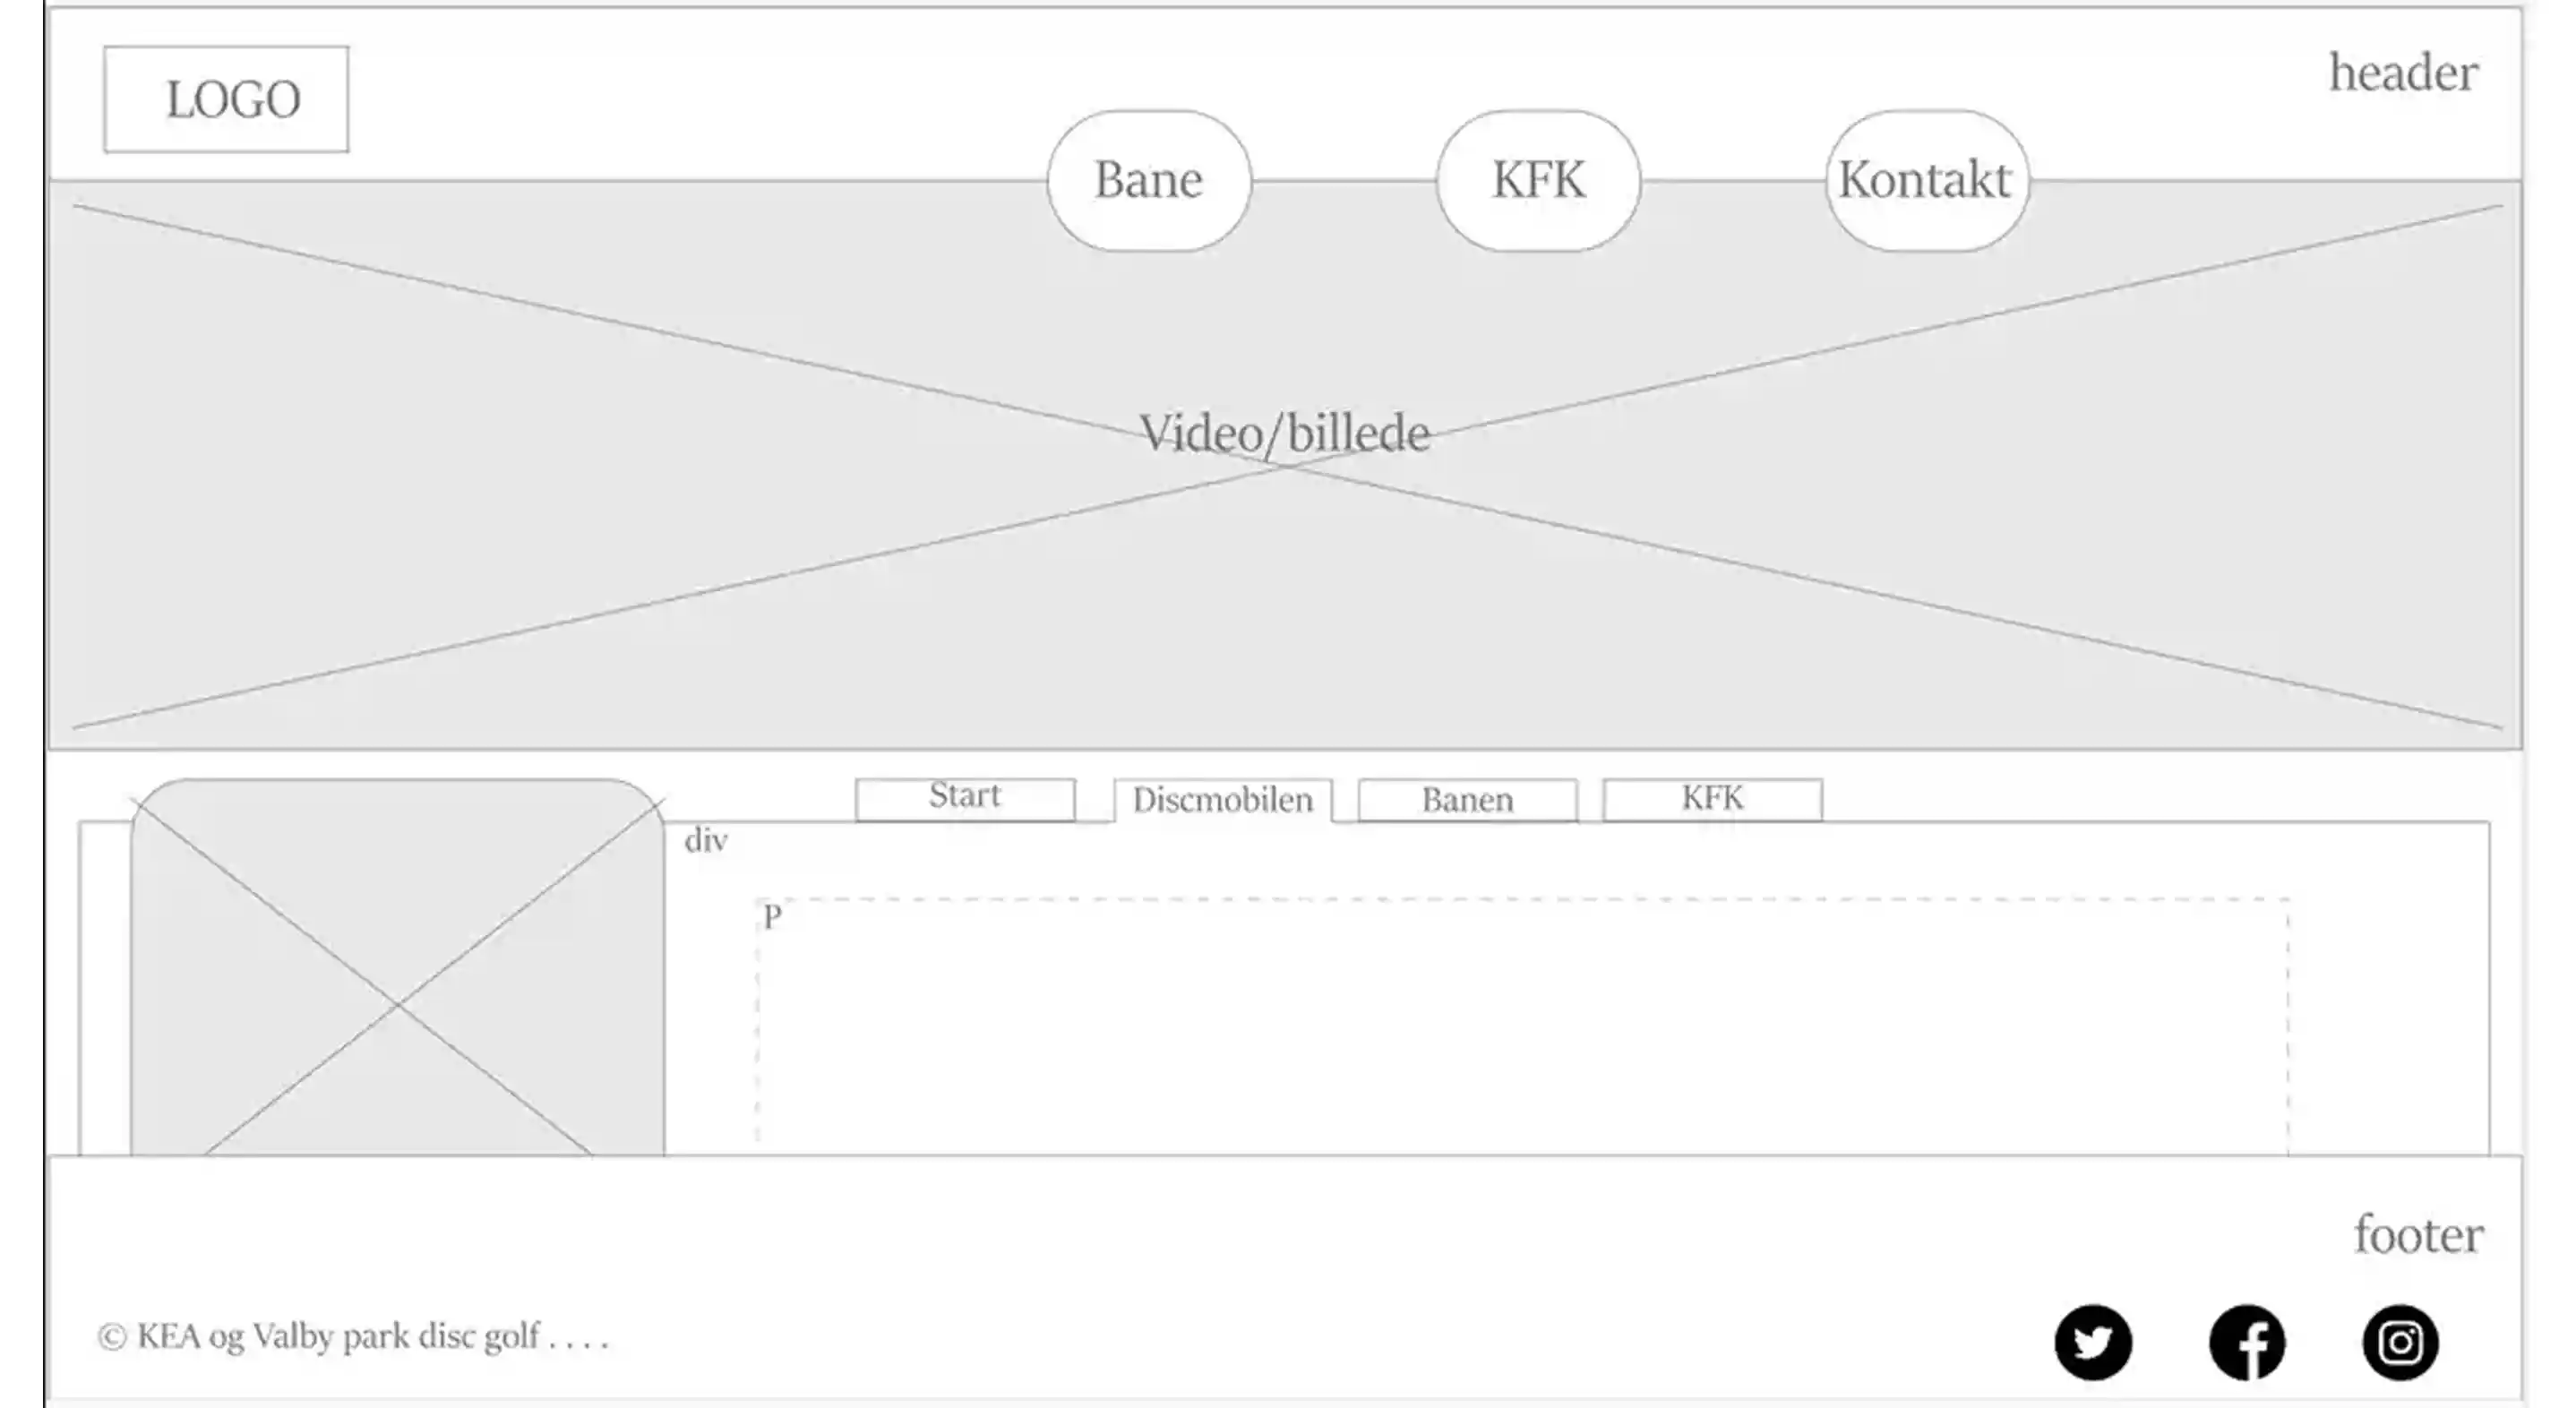 LOGO
header
Bane
KFK
Kontakt
Video/billede
Start
Discmobilen
Banen
KFK
div
P
footer
© KEA og Valby park disc golf . . . .